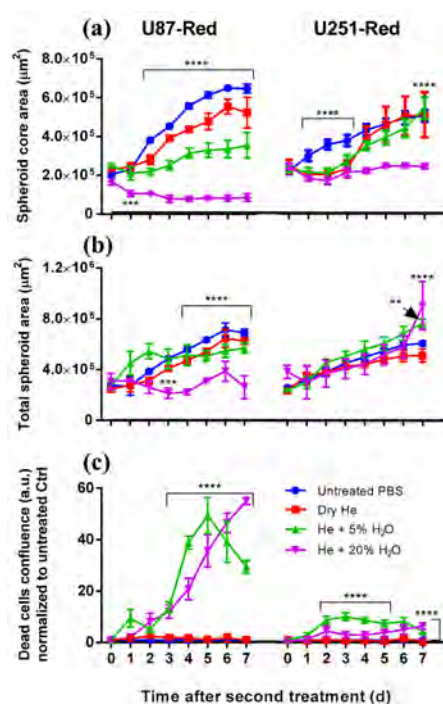 U87-Red U251-Red
(a)
Spheroid core area (μm²)
8.0×10⁵
6.0×10⁵
4.0×10⁵
2.0×10⁵
0
****
***
****
****
(b)
Total spheroid area (μm²)
1.2×10⁶
8.0×10⁵
4.0×10⁵
0
****
***
**
****
(c)
Dead cells confluence (a.u.)
normalized to untreated Ctrl
60
40
20
0
****
Untreated PBS
Dry He
He + 5% H₂O
He + 20% H₂O
****
****
0 1 2 3 4 5 6 7 0 1 2 3 4 5 6 7
Time after second treatment (d)